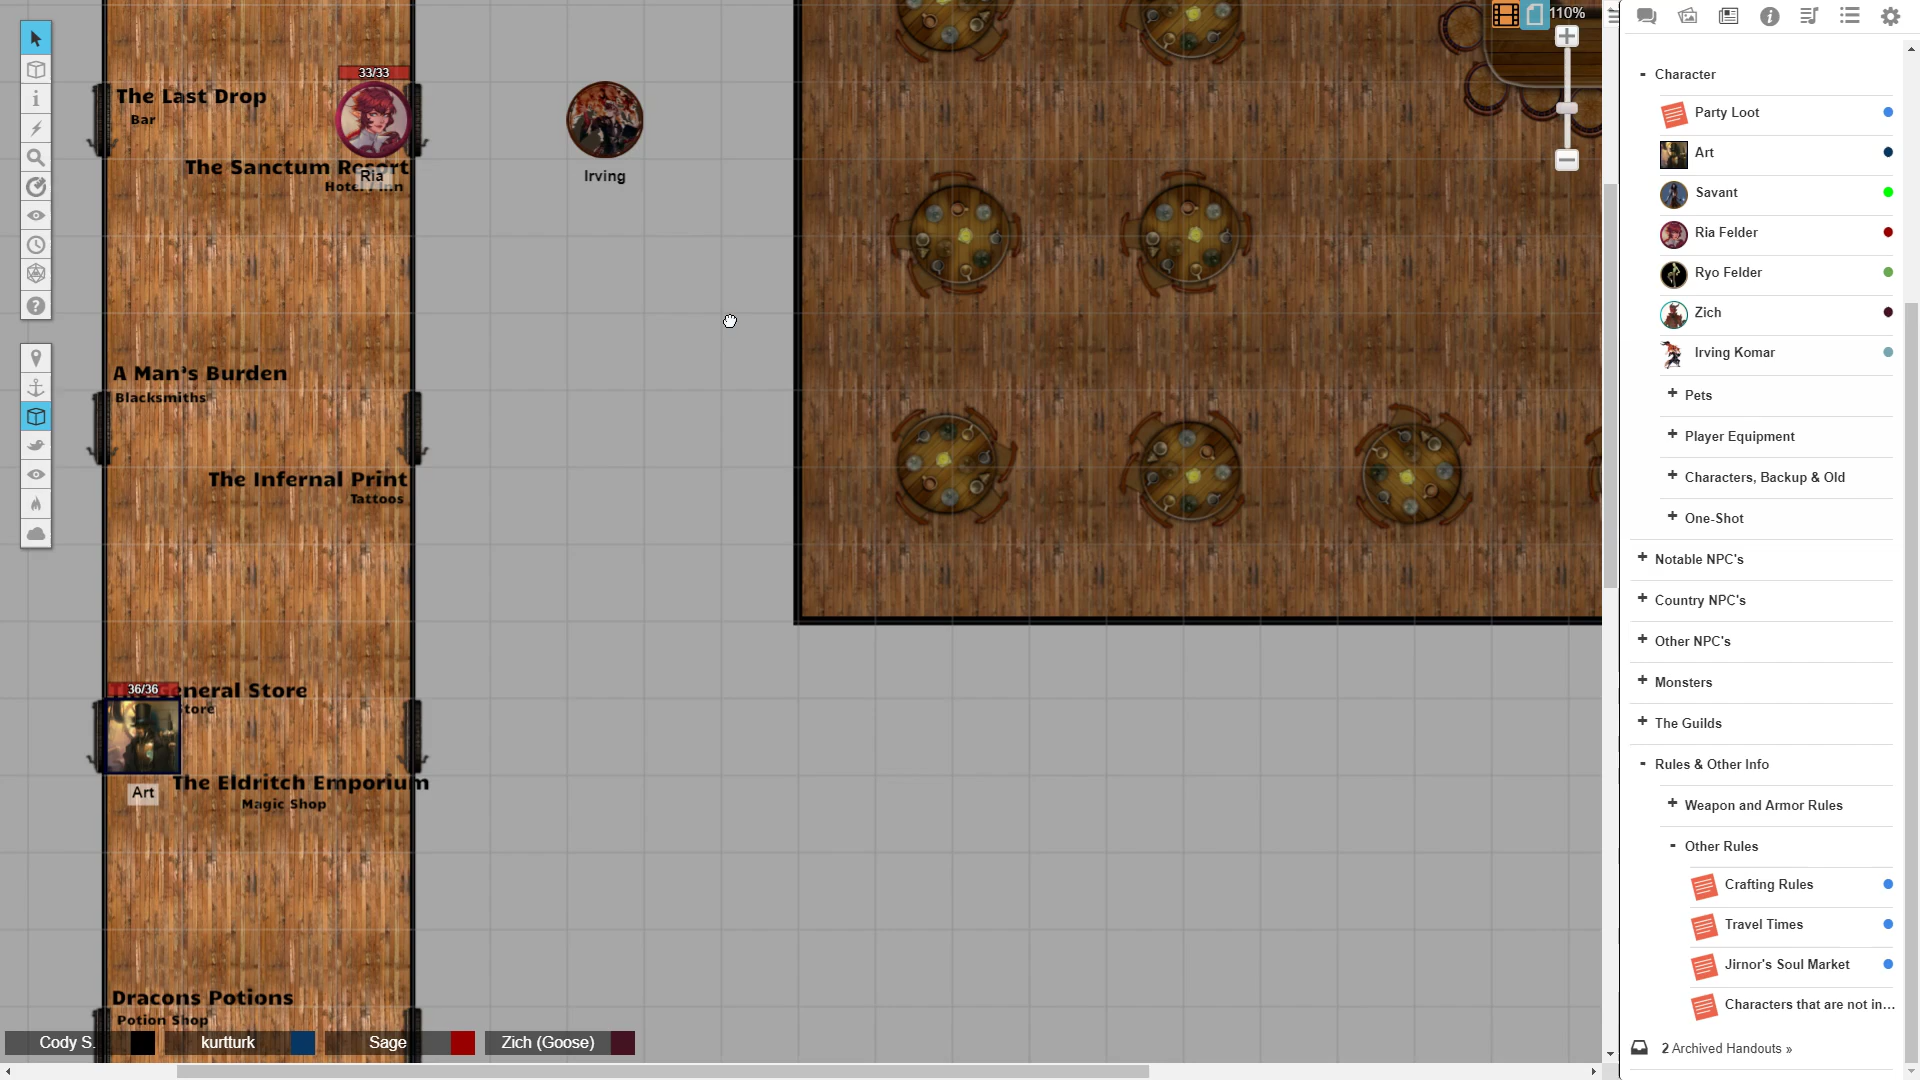 110%
33/33
The Last Drop
Bar
The Sanctum Resort
Ria
Irving
A Man's Burden
Blacksmiths
The Infernal Print
Tattoos
36/36
General Store
Store
Art
The Eldritch Emporium
Magic Shop
Dracons Potions
Potion Shop
Cody S.
kurtturk
Sage
Zich (Goose)
- Character
Party Loot
Art
Savant
Ria Felder
Ryo Felder
Zich
Irving Komar
+ Pets
+ Player Equipment
+ Characters, Backup & Old
+ One-Shot
+ Notable NPC's
+ Country NPC's
+ Other NPC's
+ Monsters
+ The Guilds
- Rules & Other Info
+ Weapon and Armor Rules
- Other Rules
Crafting Rules
Travel Times
Jirnor's Soul Market
Characters that are not in...
2 Archived Handouts »